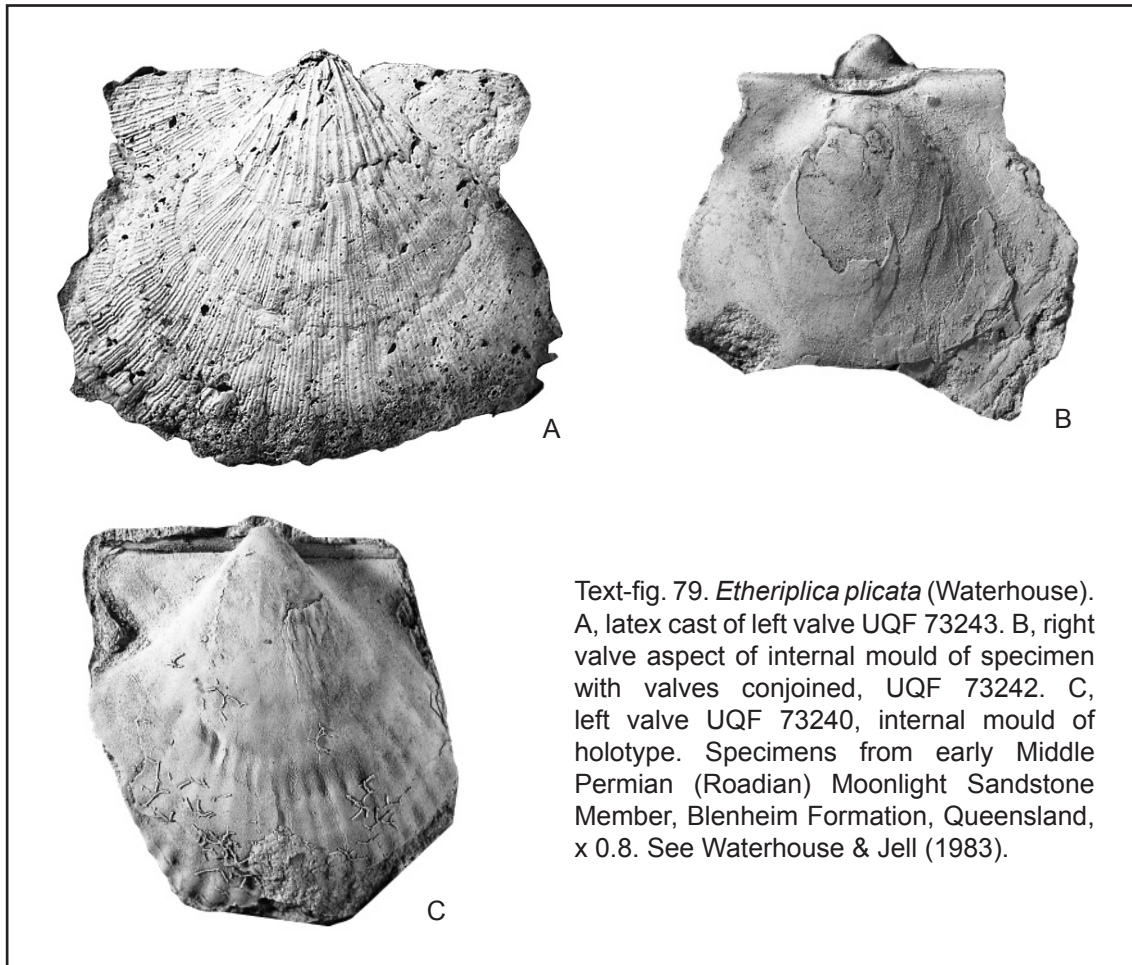 A
B
C
Text-fig. 79. Etheriplica plicata (Waterhouse).
A, latex cast of left valve UQF 73243. B, right
valve aspect of internal mould of specimen
with valves conjoined, UQF 73242. C,
left valve UQF 73240, internal mould of
holotype. Specimens from early Middle
Permian (Roadian) Moonlight Sandstone
Member, Blenheim Formation, Queensland,
x 0.8. See Waterhouse & Jell (1983).